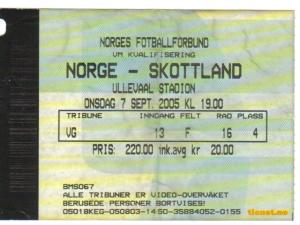 NORGES FOTBALLFORBUND
VM KVALIFISERING
NORGE - SKOTTLAND
ULLEVAAL STADION
ONSDAG 7 SEPT. 2005 KL 19.00
TRIBUNE INNGANG FELT RAD PLASS
VG 13 F 16 4
PRIS: 220.00 ink.avg kr 20.00
BMS067
ALLE TRIBUNER ER VIDEO-OVERVÅKET
BERUSEDE PERSONER BORTVISES!
05018KEG-050803-1450-35884052-0155
ticnet.no